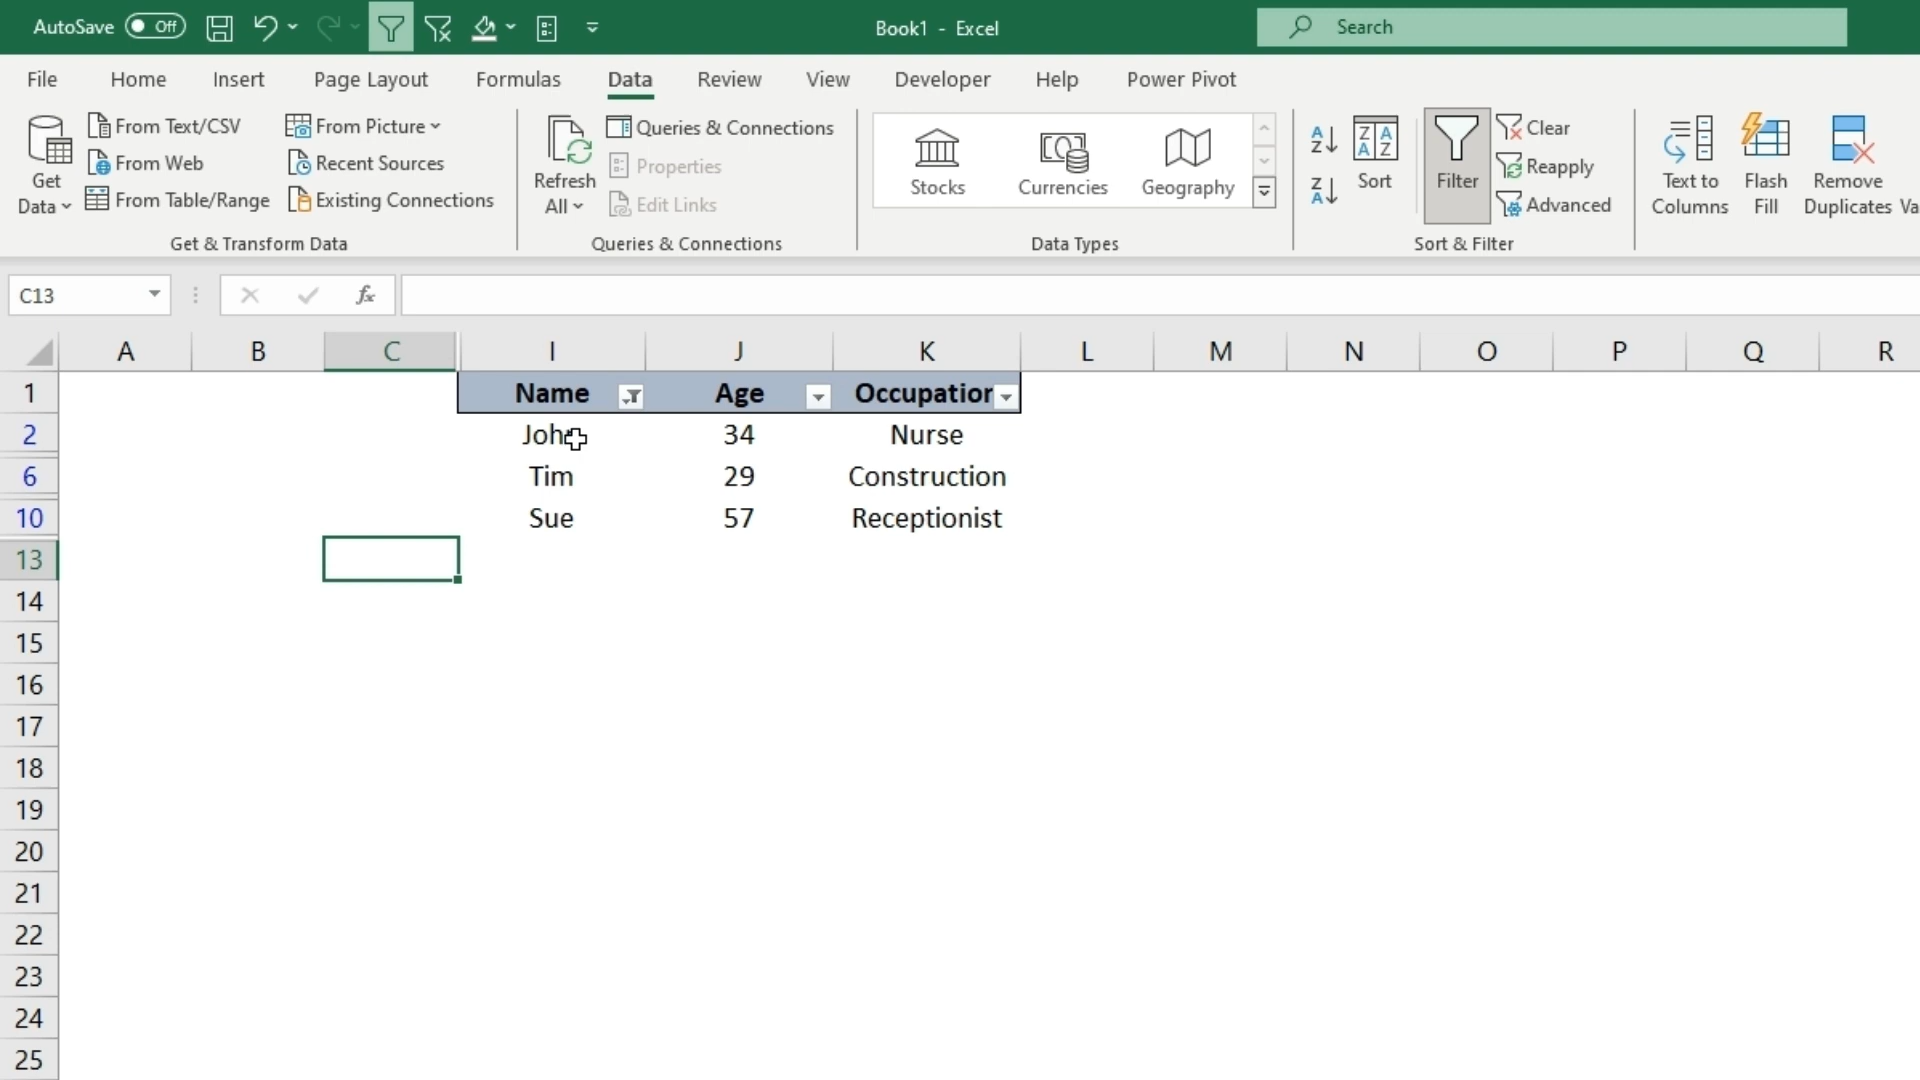 AutoSave Off Book1 - Excel Search
File Home Insert Page Layout Formulas Data Review View Developer Help Power Pivot
Get Data
From Text/CSV
From Web
From Table/Range
From Picture
Recent Sources
Existing Connections
Get & Transform Data
Refresh All
Queries & Connections
Properties
Edit Links
Queries & Connections
Stocks Currencies Geography
Data Types
Sort
Filter
Clear
Reapply
Advanced
Sort & Filter
Text to Columns
Flash Fill
Remove Duplicates
Va
C13 fx
A B C I J K L M N O P Q R
1 Name Age Occupation
2 John 34 Nurse
6 Tim 29 Construction
10 Sue 57 Receptionist
13
14
15
16
17
18
19
20
21
22
23
24
25